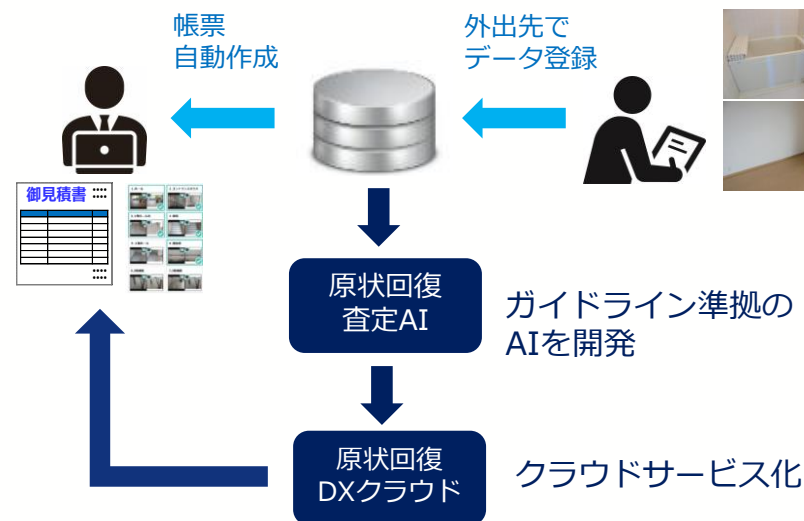 帳票
自動作成
外出先で
データ登録
御見積書
原状回復
査定AI
ガイドライン準拠の
AIを開発
原状回復
DXクラウド
クラウドサービス化